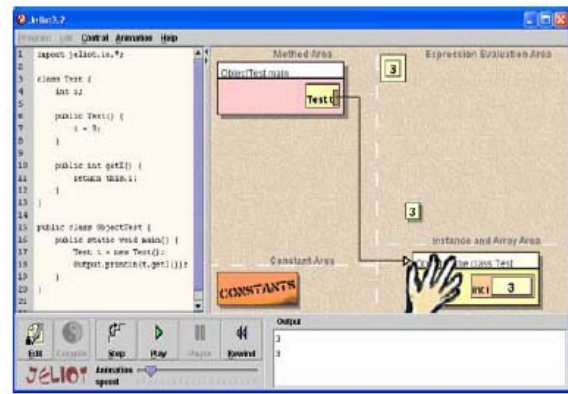 Jeliot 3.2
Program Edit Control Animation Help
1 import jeliot.io.*;
2
3 class Test {
4 int i;
5
6 public Test() {
7 i = 3;
8 }
9
10 public int getI() {
11 return this.i;
12 }
13 }
14
15 public class ObjectTest {
16 public static void main() {
17 Test t = new Test();
18 Output.println(t.getI());
19 }
20 }
21
Method Area
Expression Evaluation Area
ObjectTest.main
Test t
3
3
Instance and Array Area
Constant Area
class Test
int i 3
CONSTANTS
Edit Compile Step Play Pause Rewind
JELIOT Animation speed
Output
3
3